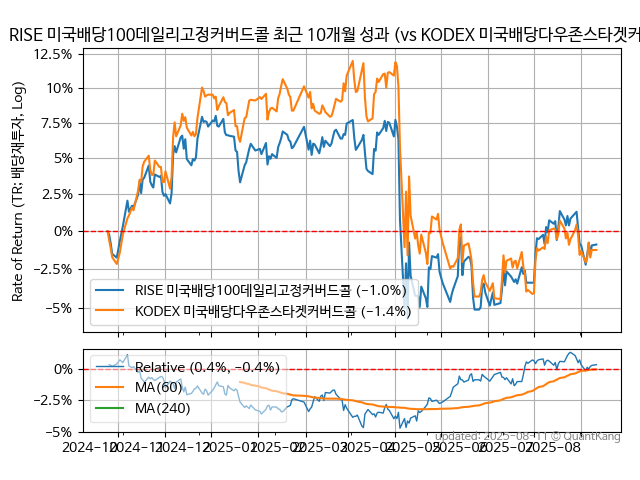 RISE 미국배당100데일리고정커버드콜 최근 10개월 성과 (vs KODEX 미국배당다우존스타겟커
Rate of Return (TR: 배당재투자, Log)
12.5%
10%
7.5%
5%
2.5%
0%
−2.5%
−5%
RISE 미국배당100데일리고정커버드콜 (−1.0%)
KODEX 미국배당다우존스타겟커버드콜 (−1.4%)
0%
−2.5%
−5%
Relative (0.4%, −0.4%)
MA(60)
MA(240)
2024-10 2024-11 2024-12 2025-01 2025-02 2025-03 2025-04 2025-05 2025-06 2025-07 2025-08
updated: 2025-08-11 © QuantKang